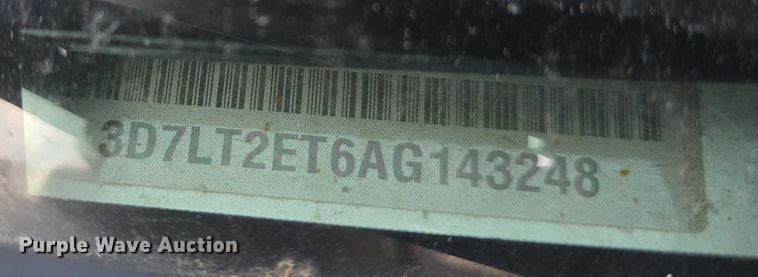 3D7LT2ET6AG143248
Purple Wave Auction